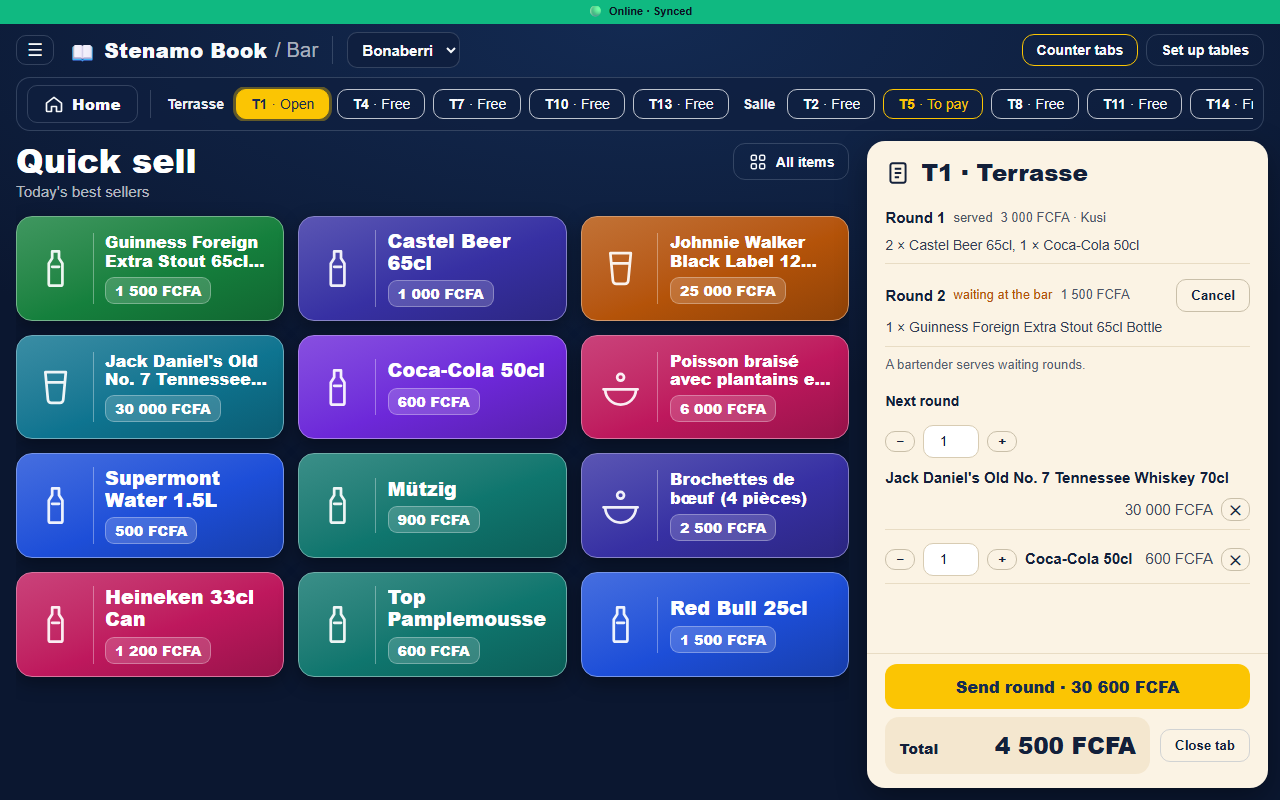 Online · Synced
Stenamo Book / Bar
Bonaberri
Counter tabs
Set up tables
Home
Terrasse
T1 · Open
T4 · Free
T7 · Free
T10 · Free
T13 · Free
Salle
T2 · Free
T5 · To pay
T8 · Free
T11 · Free
T14 · Fr
Quick sell
Today's best sellers
All items
Guinness Foreign
Extra Stout 65cl...
1 500 FCFA
Castel Beer
65cl
1 000 FCFA
Johnnie Walker
Black Label 12...
25 000 FCFA
Jack Daniel's Old
No. 7 Tennessee...
30 000 FCFA
Coca-Cola 50cl
600 FCFA
Poisson braisé
avec plantains e...
6 000 FCFA
Supermont
Water 1.5L
500 FCFA
Mützig
900 FCFA
Brochettes de
bœuf (4 pièces)
2 500 FCFA
Heineken 33cl
Can
1 200 FCFA
Top
Pamplemousse
600 FCFA
Red Bull 25cl
1 500 FCFA
T1 · Terrasse
Round 1 served 3 000 FCFA · Kusi
2 × Castel Beer 65cl, 1 × Coca-Cola 50cl
Round 2 waiting at the bar 1 500 FCFA
Cancel
1 × Guinness Foreign Extra Stout 65cl Bottle
A bartender serves waiting rounds.
Next round
− 1 +
Jack Daniel's Old No. 7 Tennessee Whiskey 70cl
30 000 FCFA ×
− 1 + Coca-Cola 50cl 600 FCFA ×
Send round · 30 600 FCFA
Total 4 500 FCFA
Close tab